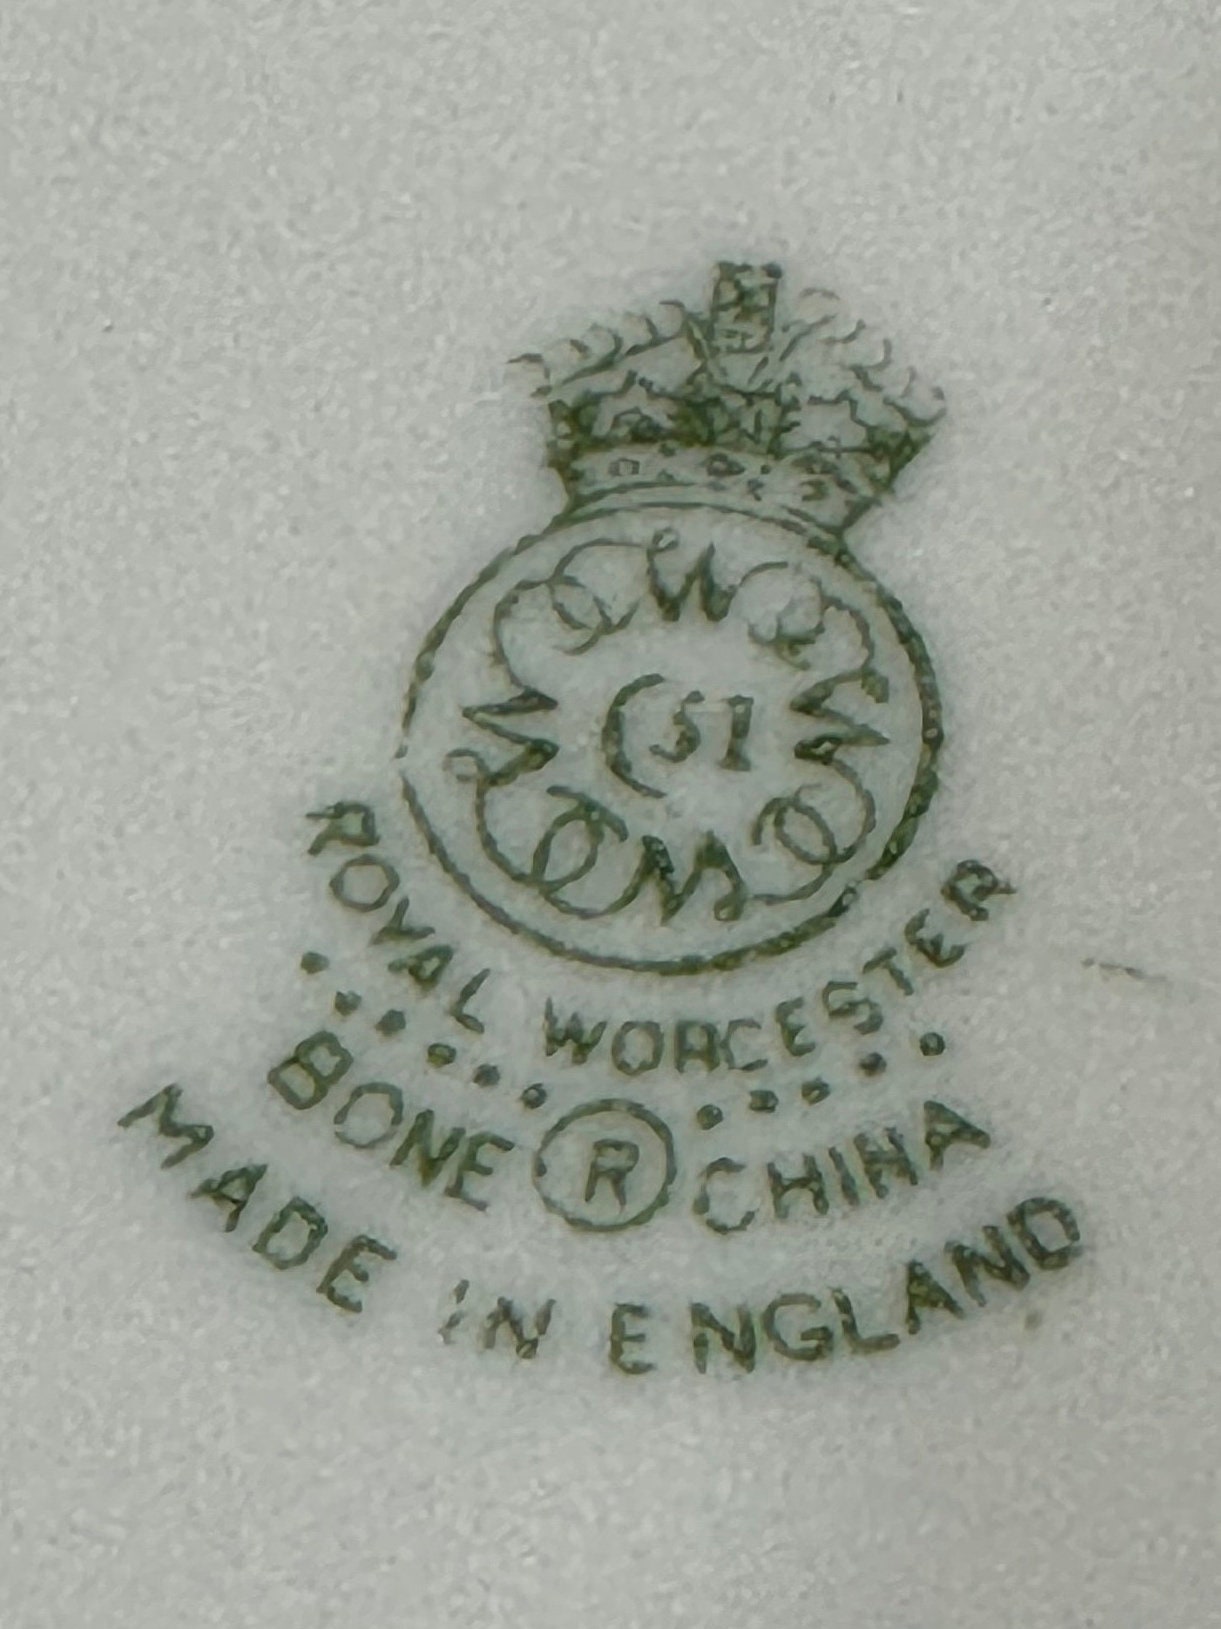 W W W W
51
ROYAL WORCESTER
BONE ® CHINA
MADE IN ENGLAND